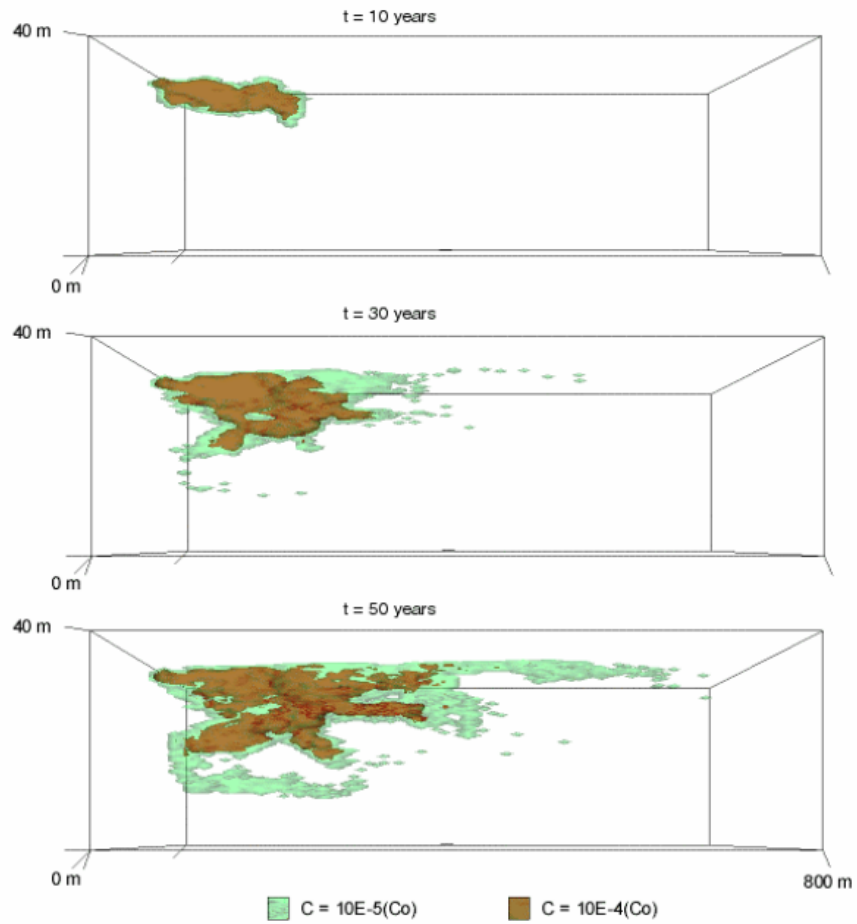 t = 10 years
40 m
0 m
t = 30 years
40 m
0 m
t = 50 years
40 m
0 m
800 m
C = 10E-5(Co)
C = 10E-4(Co)